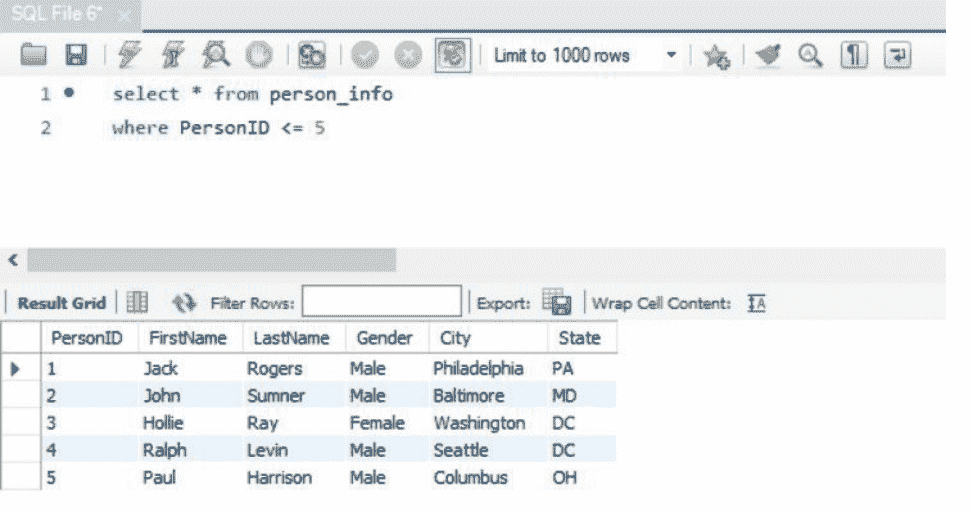 SQL File 6* ×
Limit to 1000 rows
1 select * from person_info
2 where PersonID <= 5
Result Grid Filter Rows: Export: Wrap Cell Content: IA
PersonID FirstName LastName Gender City State
1 Jack Rogers Male Philadelphia PA
2 John Sumner Male Baltimore MD
3 Hollie Ray Female Washington DC
4 Ralph Levin Male Seattle DC
5 Paul Harrison Male Columbus OH